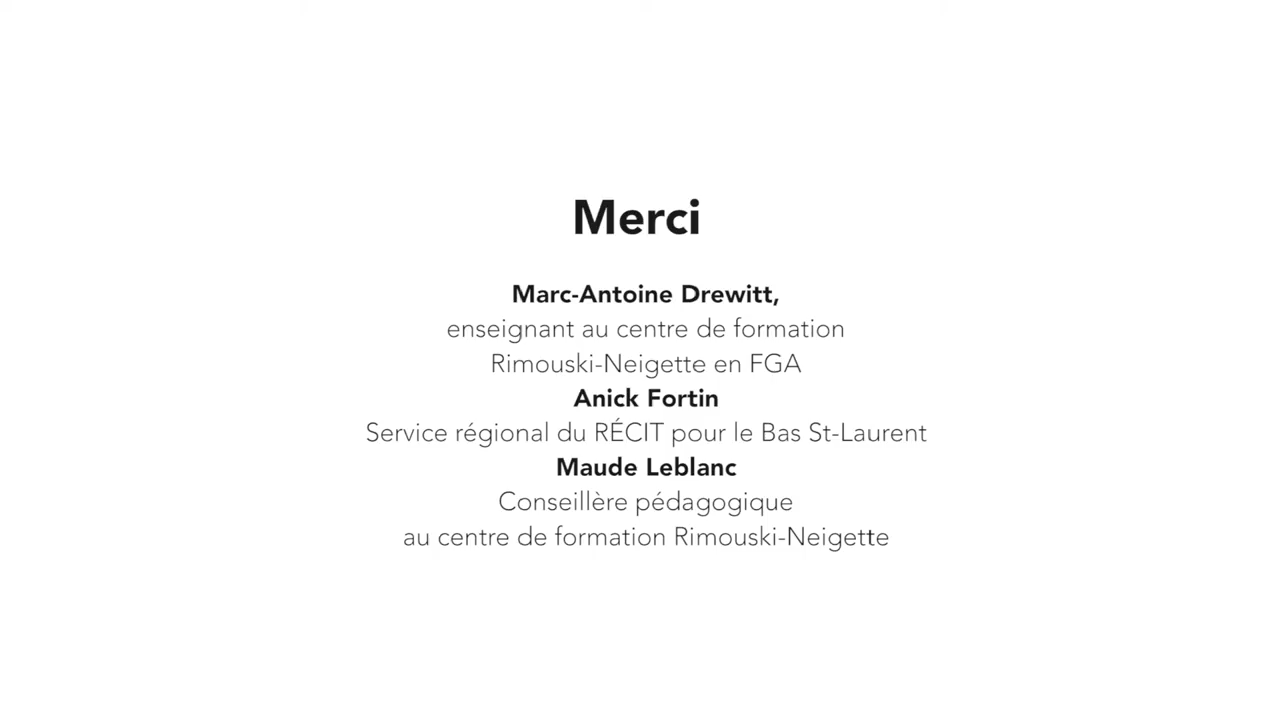 Merci
Marc-Antoine Drewitt,
enseignant au centre de formation
Rimouski-Neigette en FGA
Anick Fortin
Service régional du RÉCIT pour le Bas St-Laurent
Maude Leblanc
Conseillère pédagogique
au centre de formation Rimouski-Neigette